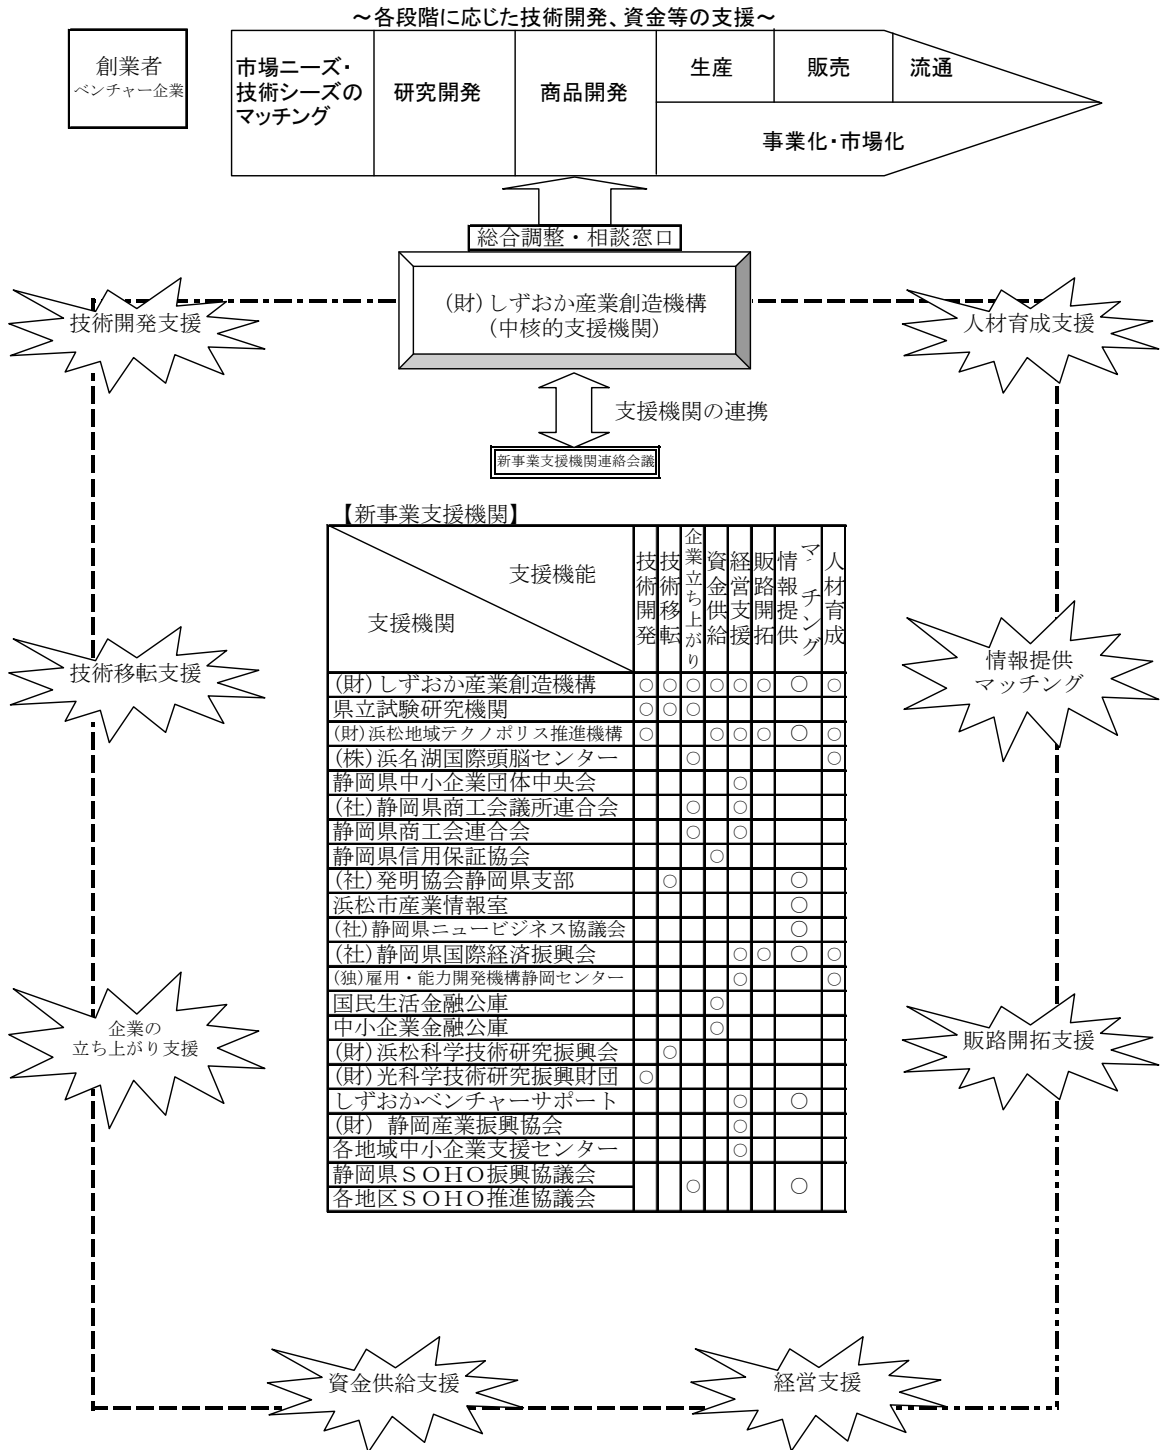 ～各段階に応じた技術開発、資金等の支援～
創業者
ベンチャー企業
市場ニーズ・
技術シーズの
マッチング
研究開発
商品開発
生産
販売
流通
事業化・市場化
総合調整・相談窓口
(財)しずおか産業創造機構
(中核的支援機関)
技術開発支援
人材育成支援
支援機関の連携
新事業支援機関連絡会議
【新事業支援機関】
支援機能
支援機関
技術開発
技術移転
企業立ち上がり
資金供給
経営支援
販路開拓
情報提供
マッチング
人材育成
(財)しずおか産業創造機構 ○ ○ ○ ○ ○ ○ ○ ○
県立試験研究機関 ○ ○ ○
(財)浜松地域テクノポリス推進機構 ○ ○ ○ ○ ○ ○
(株)浜名湖国際頭脳センター ○ ○
静岡県中小企業団体中央会 ○
(社)静岡県商工会議所連合会 ○ ○
静岡県商工会連合会 ○ ○
静岡県信用保証協会 ○
(社)発明協会静岡県支部 ○ ○
浜松市産業情報室 ○
(社)静岡県ニュービジネス協議会 ○
(社)静岡県国際経済振興会 ○ ○ ○ ○
(独)雇用・能力開発機構静岡センター ○ ○
国民生活金融公庫 ○
中小企業金融公庫 ○
(財)浜松科学技術研究振興会 ○
(財)光科学技術研究振興財団 ○
しずおかベンチャーサポート ○ ○
(財) 静岡産業振興協会 ○
各地域中小企業支援センター ○
静岡県ＳＯＨＯ振興協議会 ○ ○
各地区ＳＯＨＯ推進協議会
技術移転支援
情報提供
マッチング
企業の
立ち上がり支援
販路開拓支援
資金供給支援
経営支援